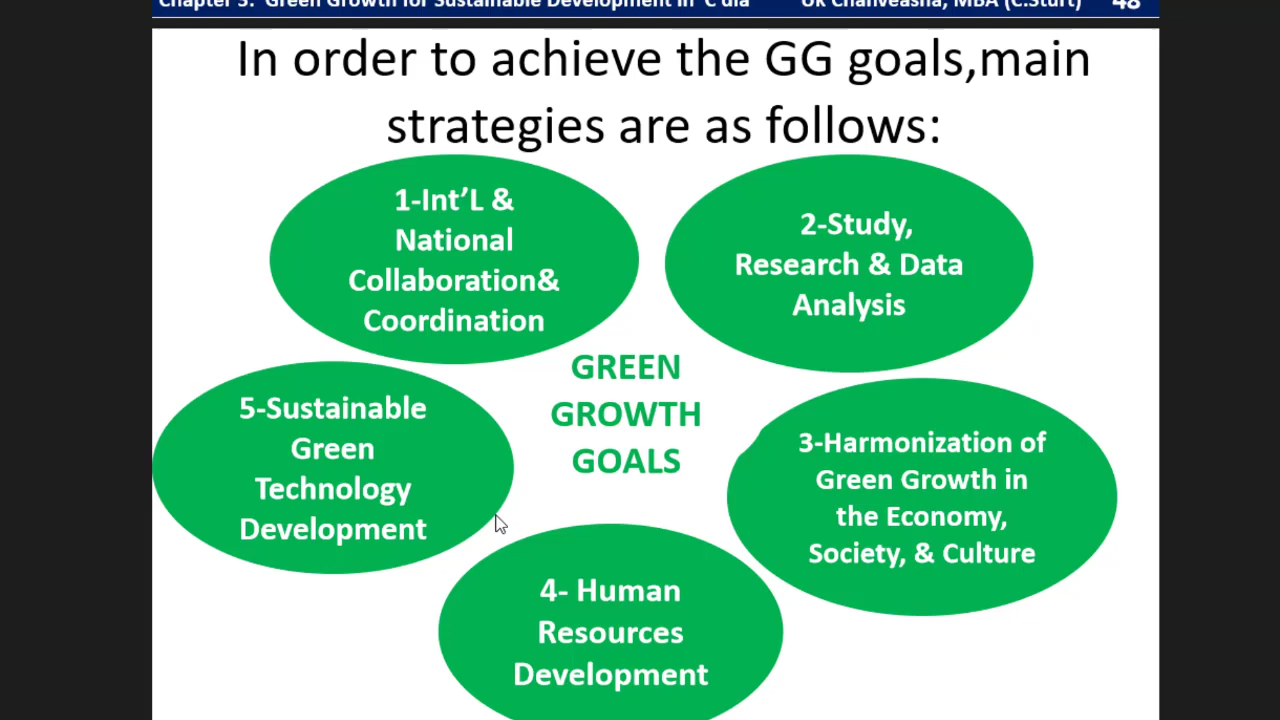 Chapter 5: Green Growth for Sustainable Development in C'dia Uk Chanveasna, MBA (C.Sturt) 48
In order to achieve the GG goals,main
strategies are as follows:
1-Int’L &
National
Collaboration&
Coordination
2-Study,
Research & Data
Analysis
GREEN
GROWTH
GOALS
3-Harmonization of
Green Growth in
the Economy,
Society, & Culture
4- Human
Resources
Development
5-Sustainable
Green
Technology
Development